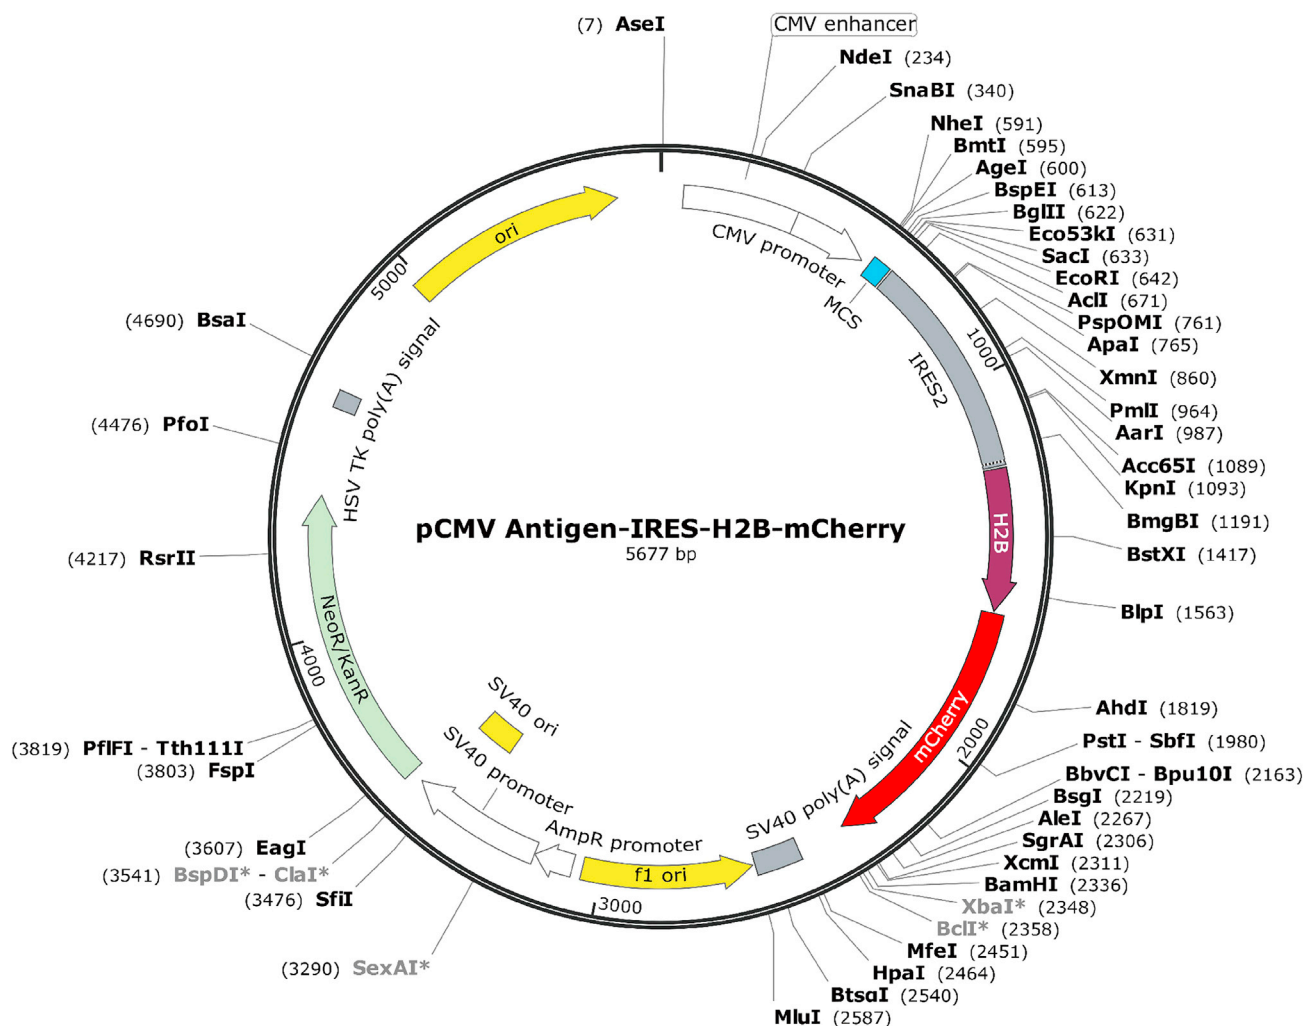 (7) AseI
CMV enhancer
NdeI (234)
SnaBI (340)
NheI (591)
BmtI (595)
AgeI (600)
BspEI (613)
BglII (622)
Eco53kI (631)
SacI (633)
EcoRI (642)
AclI (671)
PspOMI (761)
ApaI (765)
XmnI (860)
PmlI (964)
AarI (987)
Acc65I (1089)
KpnI (1093)
BmgBI (1191)
BstXI (1417)
BlpI (1563)
AhdI (1819)
PstI - SbfI (1980)
BbvCI - Bpu10I (2163)
BsgI (2219)
AleI (2267)
SgrAI (2306)
XcmI (2311)
BamHI (2336)
XbaI* (2348)
BclI* (2358)
MfeI (2451)
HpaI (2464)
BtsαI (2540)
MluI (2587)
(3290) SexAI*
(3476) SfiI
(3541) BspDI* - ClaI*
(3607) EagI
(3803) FspI
(3819) PflFI - Tth111I
(4217) RsrII
(4476) PfoI
(4690) BsaI
CMV promoter
MCS
IRES2
H2B
mCherry
SV40 poly(A) signal
f1 ori
AmpR promoter
SV40 promoter
SV40 ori
NeoR/KanR
HSV TK poly(A) signal
ori
1000
2000
3000
4000
5000
pCMV Antigen-IRES-H2B-mCherry
5677 bp